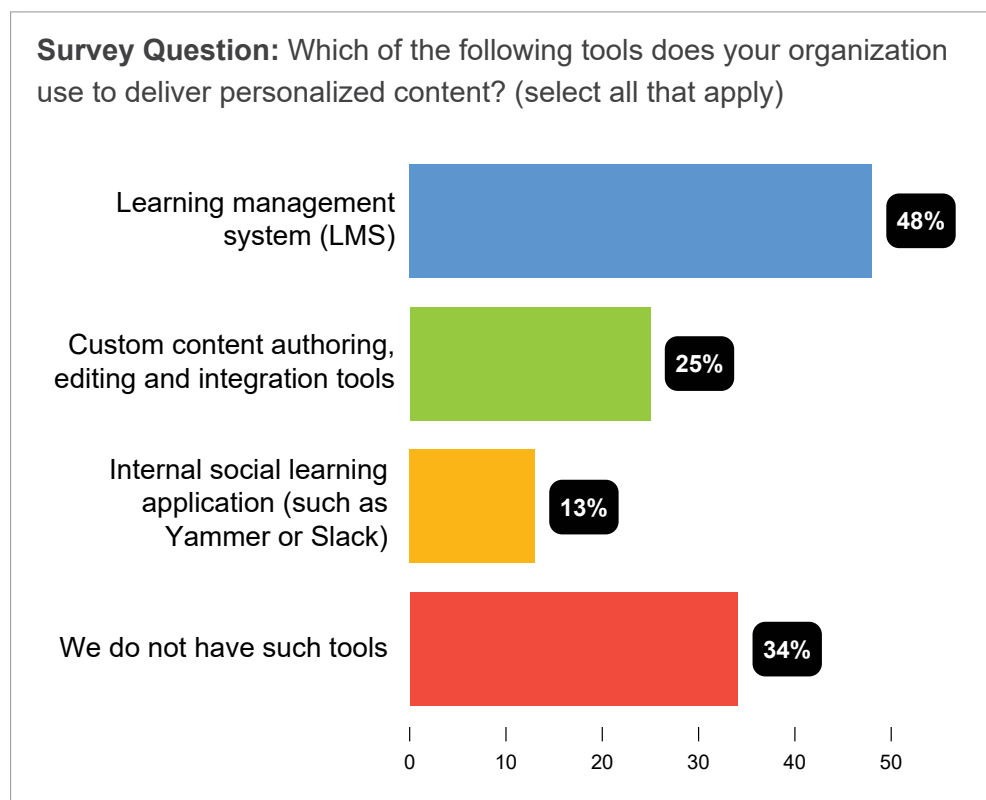 Survey Question: Which of the following tools does your organization
use to deliver personalized content? (select all that apply)
Learning management
system (LMS)
48%
Custom content authoring,
editing and integration tools
25%
Internal social learning
application (such as
Yammer or Slack)
13%
We do not have such tools
34%
0 10 20 30 40 50